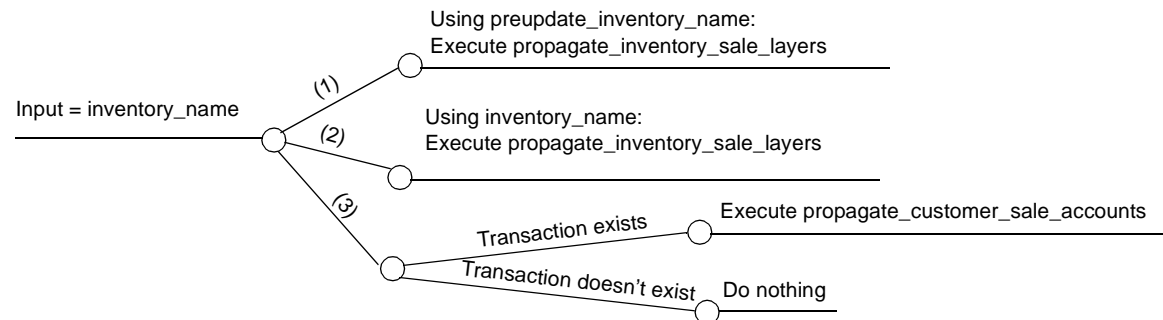 Using preupdate_inventory_name:
Execute propagate_inventory_sale_layers
Input = inventory_name
(1)
(2)
Using inventory_name:
Execute propagate_inventory_sale_layers
(3)
Transaction exists
Execute propagate_customer_sale_accounts
Transaction doesn’t exist
Do nothing